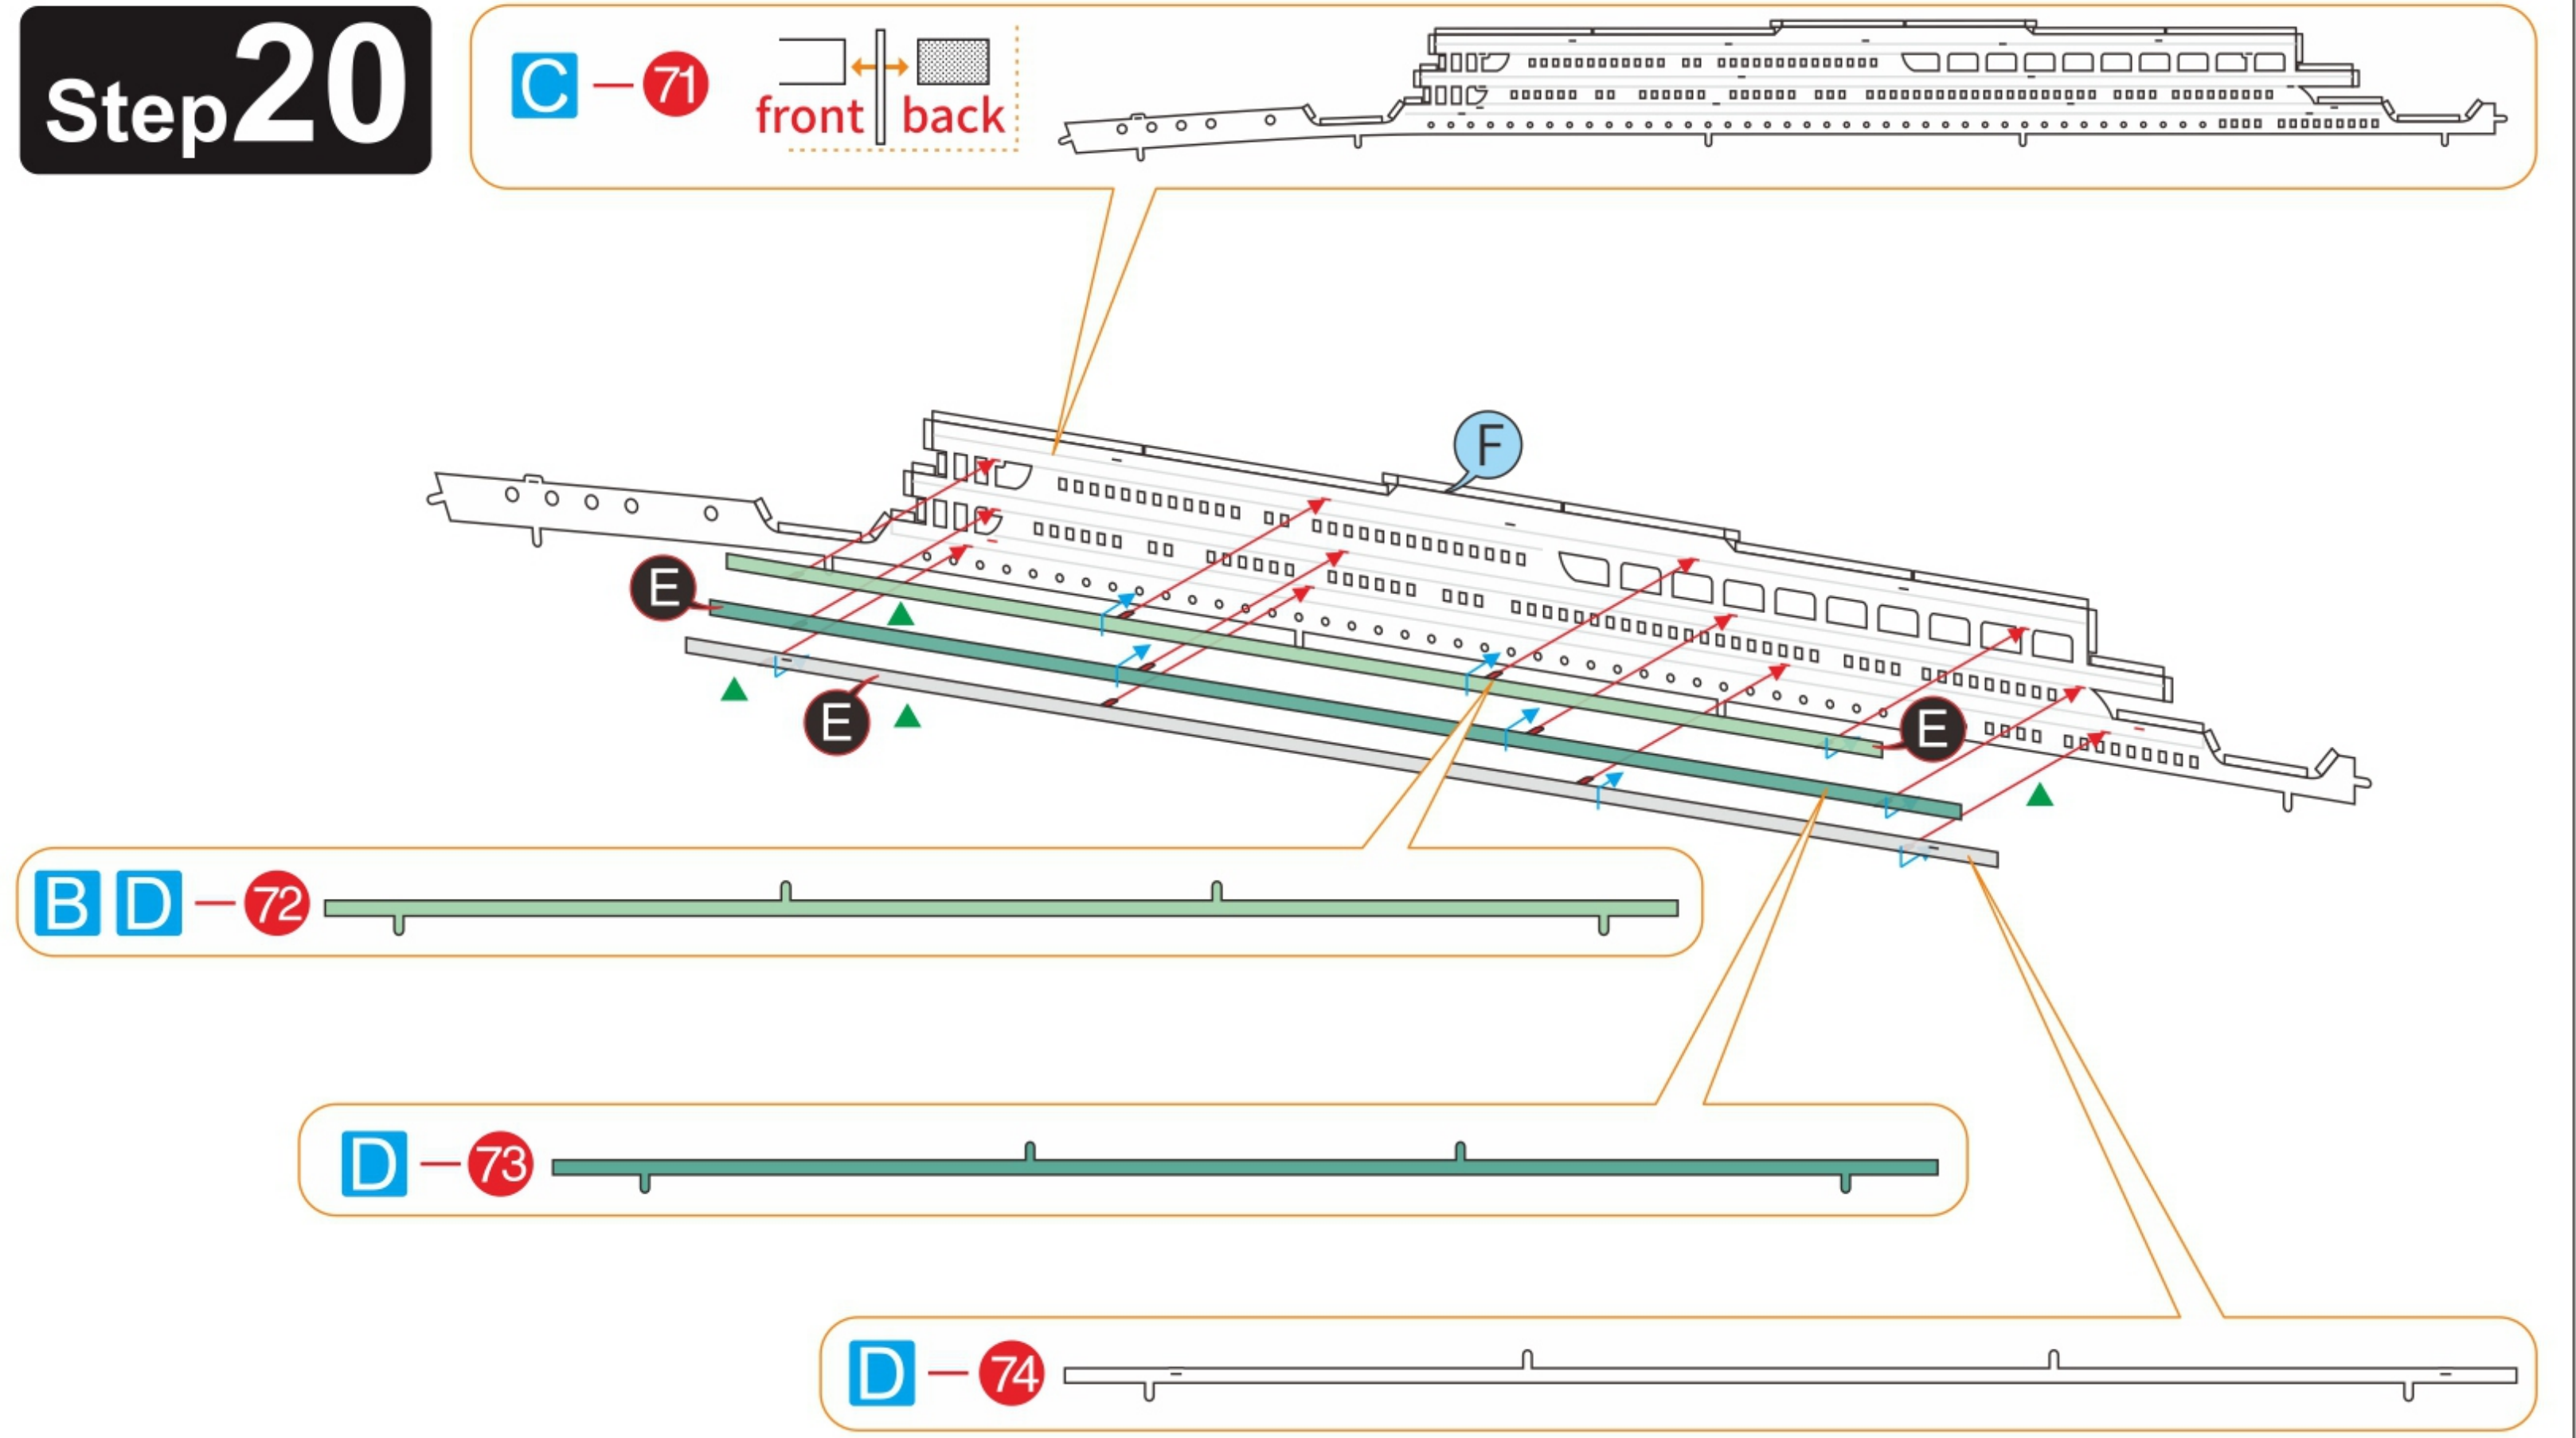 Step20
C — 71
front back
F
E
E
E
B D — 72
D — 73
D — 74